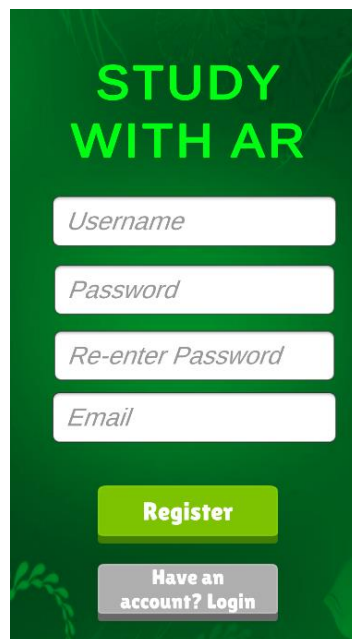 STUDY
WITH AR
Username
Password
Re-enter Password
Email
Register
Have an
account? Login